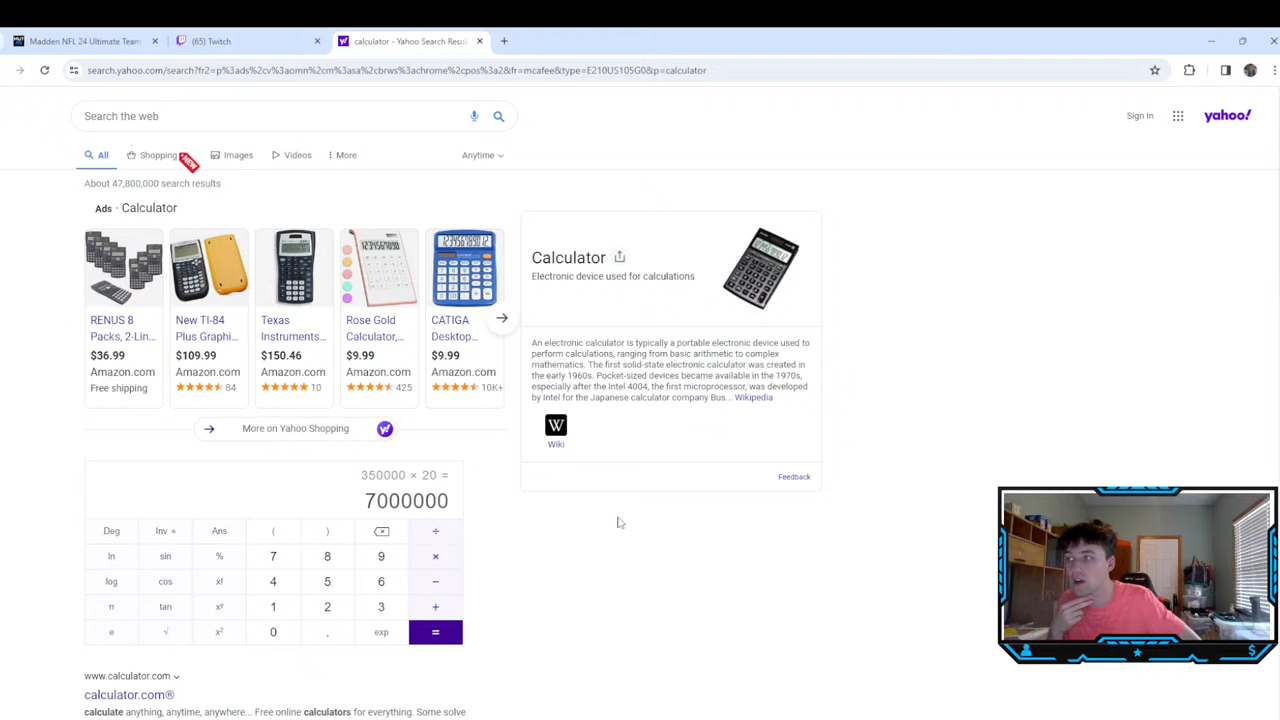 Madden NFL 24 Ultimate Team
(65) Twitch
calculator - Yahoo Search Resul
search.yahoo.com/search?fr2=p%3ads%2cv%3aomn%2cm%3asa%2cbrws%3achrome%2cpos%3a2&fr=mcafee&type=E210US105G0&p=calculator
Search the web
Sign In
yahoo!
All
Shopping
NEW
Images
Videos
More
Anytime
About 47,800,000 search results
Ads · Calculator
RENUS 8
Packs, 2-Lin...
$36.99
Amazon.com
Free shipping
New TI-84
Plus Graphi...
$109.99
Amazon.com
84
Texas
Instruments...
$150.46
Amazon.com
10
Rose Gold
Calculator,...
$9.99
Amazon.com
425
CATIGA
Desktop...
$9.99
Amazon.com
10K+
More on Yahoo Shopping
y!
Calculator
Electronic device used for calculations
An electronic calculator is typically a portable electronic device used to
perform calculations, ranging from basic arithmetic to complex
mathematics. The first solid-state electronic calculator was created in
the early 1960s. Pocket-sized devices became available in the 1970s,
especially after the Intel 4004, the first microprocessor, was developed
by Intel for the Japanese calculator company Bus... Wikipedia
W
Wiki
Feedback
350000 × 20 =
7000000
Deg Inv Ans ( ) ÷
ln sin % 7 8 9 ×
log cos x! 4 5 6 −
π tan xʸ 1 2 3 +
e √ x² 0 . exp =
www.calculator.com
calculator.com®
calculate anything, anytime, anywhere... Free online calculators for everything. Some solve